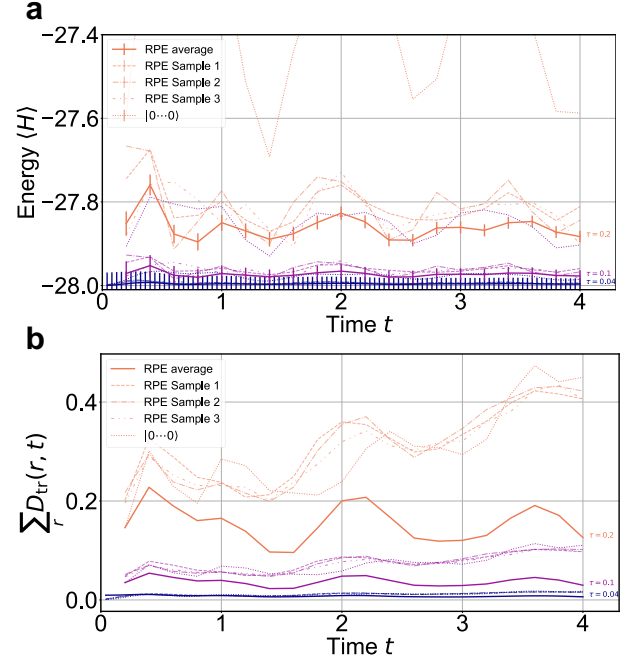 a
−27.4
−27.6
−27.8
−28.0
Energy ⟨H⟩
RPE average
RPE Sample 1
RPE Sample 2
RPE Sample 3
|0⋯0⟩
τ = 0.2
τ = 0.1
τ = 0.04
0 1 2 3 4
Time t
b
0.4
0.2
0.0
∑r Dtr(r, t)
RPE average
RPE Sample 1
RPE Sample 2
RPE Sample 3
|0⋯0⟩
τ = 0.2
τ = 0.1
τ = 0.04
0 1 2 3 4
Time t